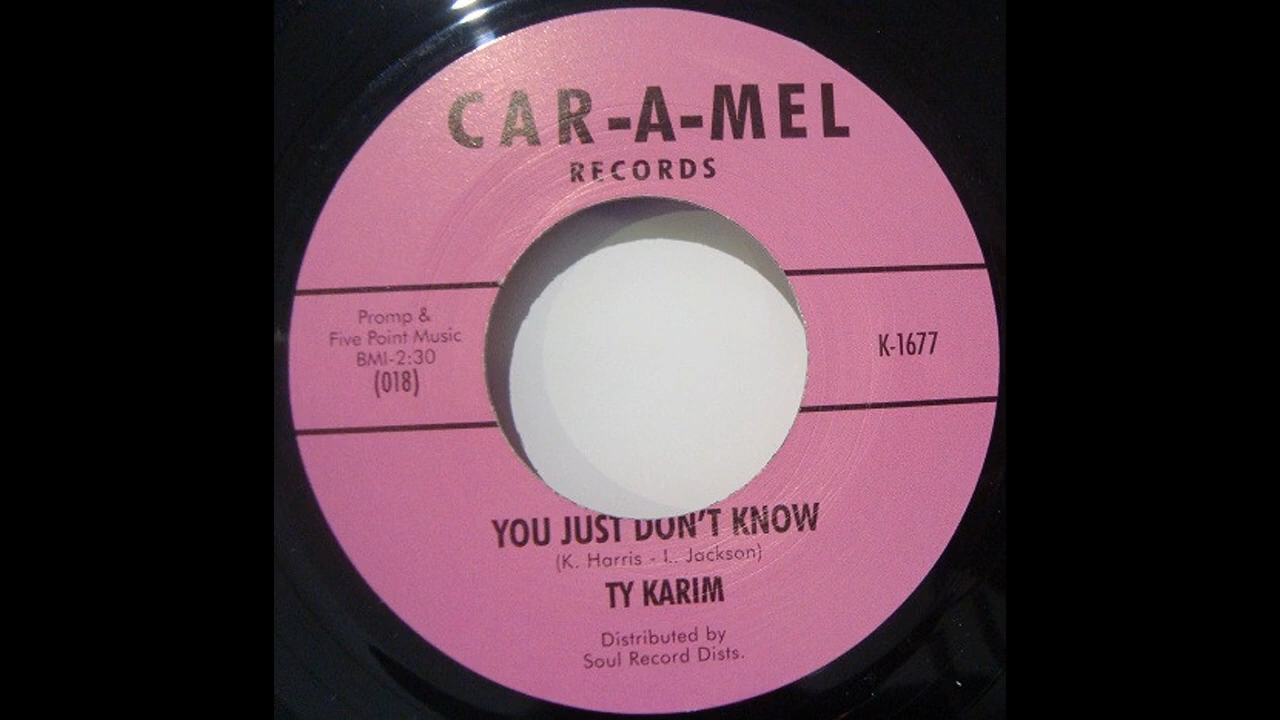 CAR-A-MEL
RECORDS
Promp &
Five Point Music
BMI-2:30
(018)
K-1677
YOU JUST DON'T KNOW
(K. Harris - L. Jackson)
TY KARIM
Distributed by
Soul Record Dists.